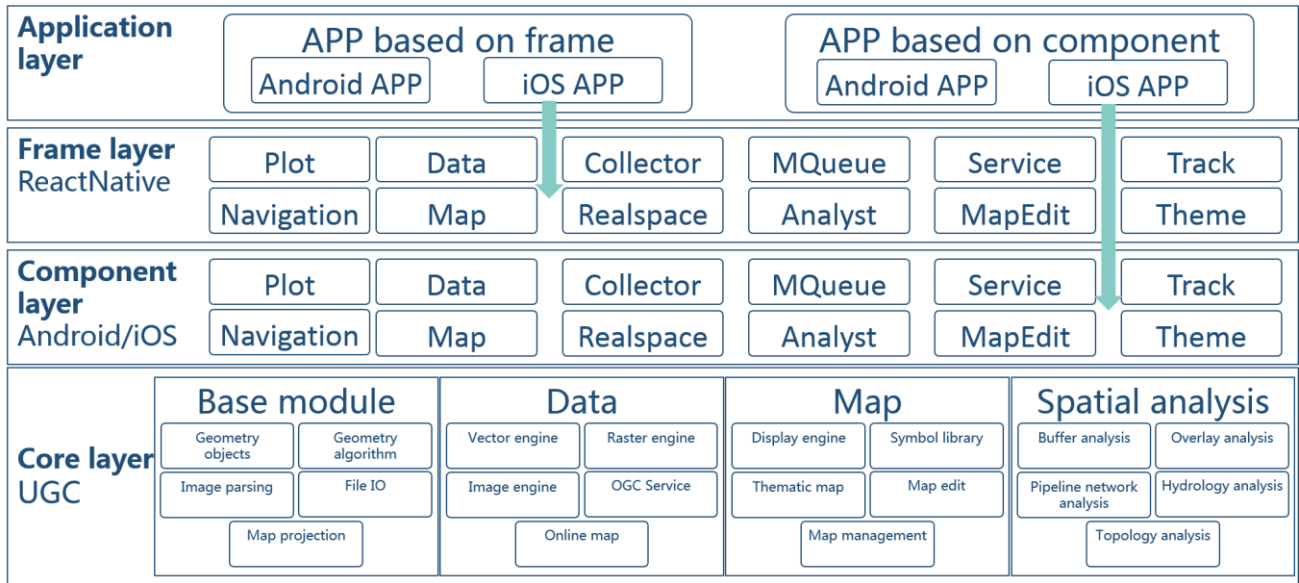 Application
layer
APP based on frame
Android APP
iOS APP
APP based on component
Android APP
iOS APP
Frame layer
ReactNative
Plot
Data
Collector
MQueue
Service
Track
Navigation
Map
Realspace
Analyst
MapEdit
Theme
Component
layer
Android/iOS
Plot
Data
Collector
MQueue
Service
Track
Navigation
Map
Realspace
Analyst
MapEdit
Theme
Core layer
UGC
Base module
Geometry
objects
Geometry
algorithm
Image parsing
File IO
Map projection
Data
Vector engine
Raster engine
Image engine
OGC Service
Online map
Map
Display engine
Symbol library
Thematic map
Map edit
Map management
Spatial analysis
Buffer analysis
Overlay analysis
Pipeline network
analysis
Hydrology analysis
Topology analysis